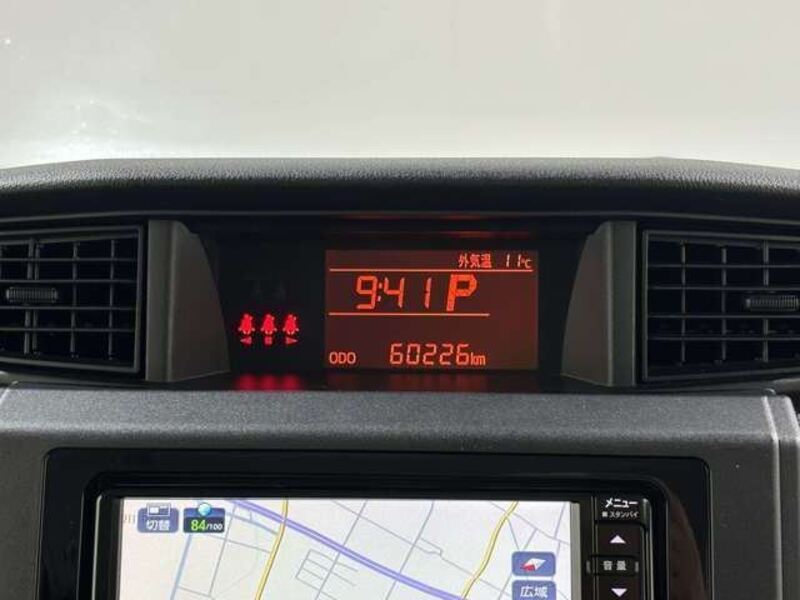 外気温 11℃
9:41 P
ODO 60226km
切替
84/100
メニュー
■ スタンバイ
音量
広域